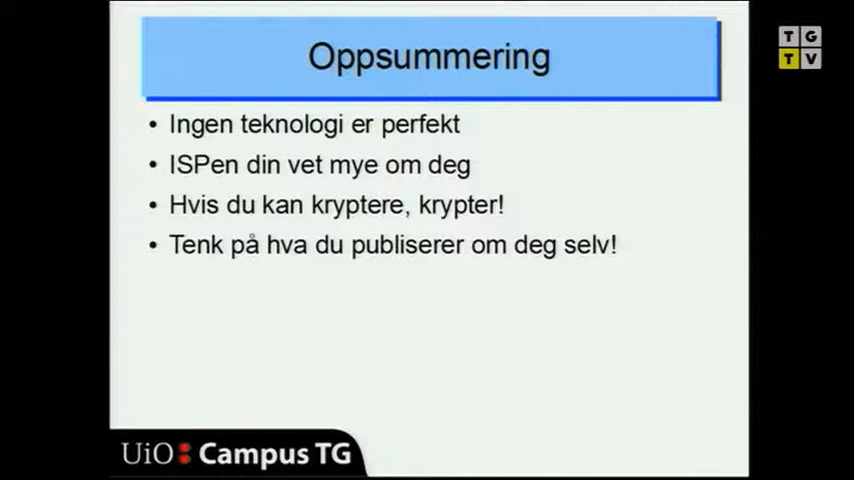 Oppsummering
TG
TV
• Ingen teknologi er perfekt
• ISPen din vet mye om deg
• Hvis du kan kryptere, krypter!
• Tenk på hva du publiserer om deg selv!
UiO: Campus TG